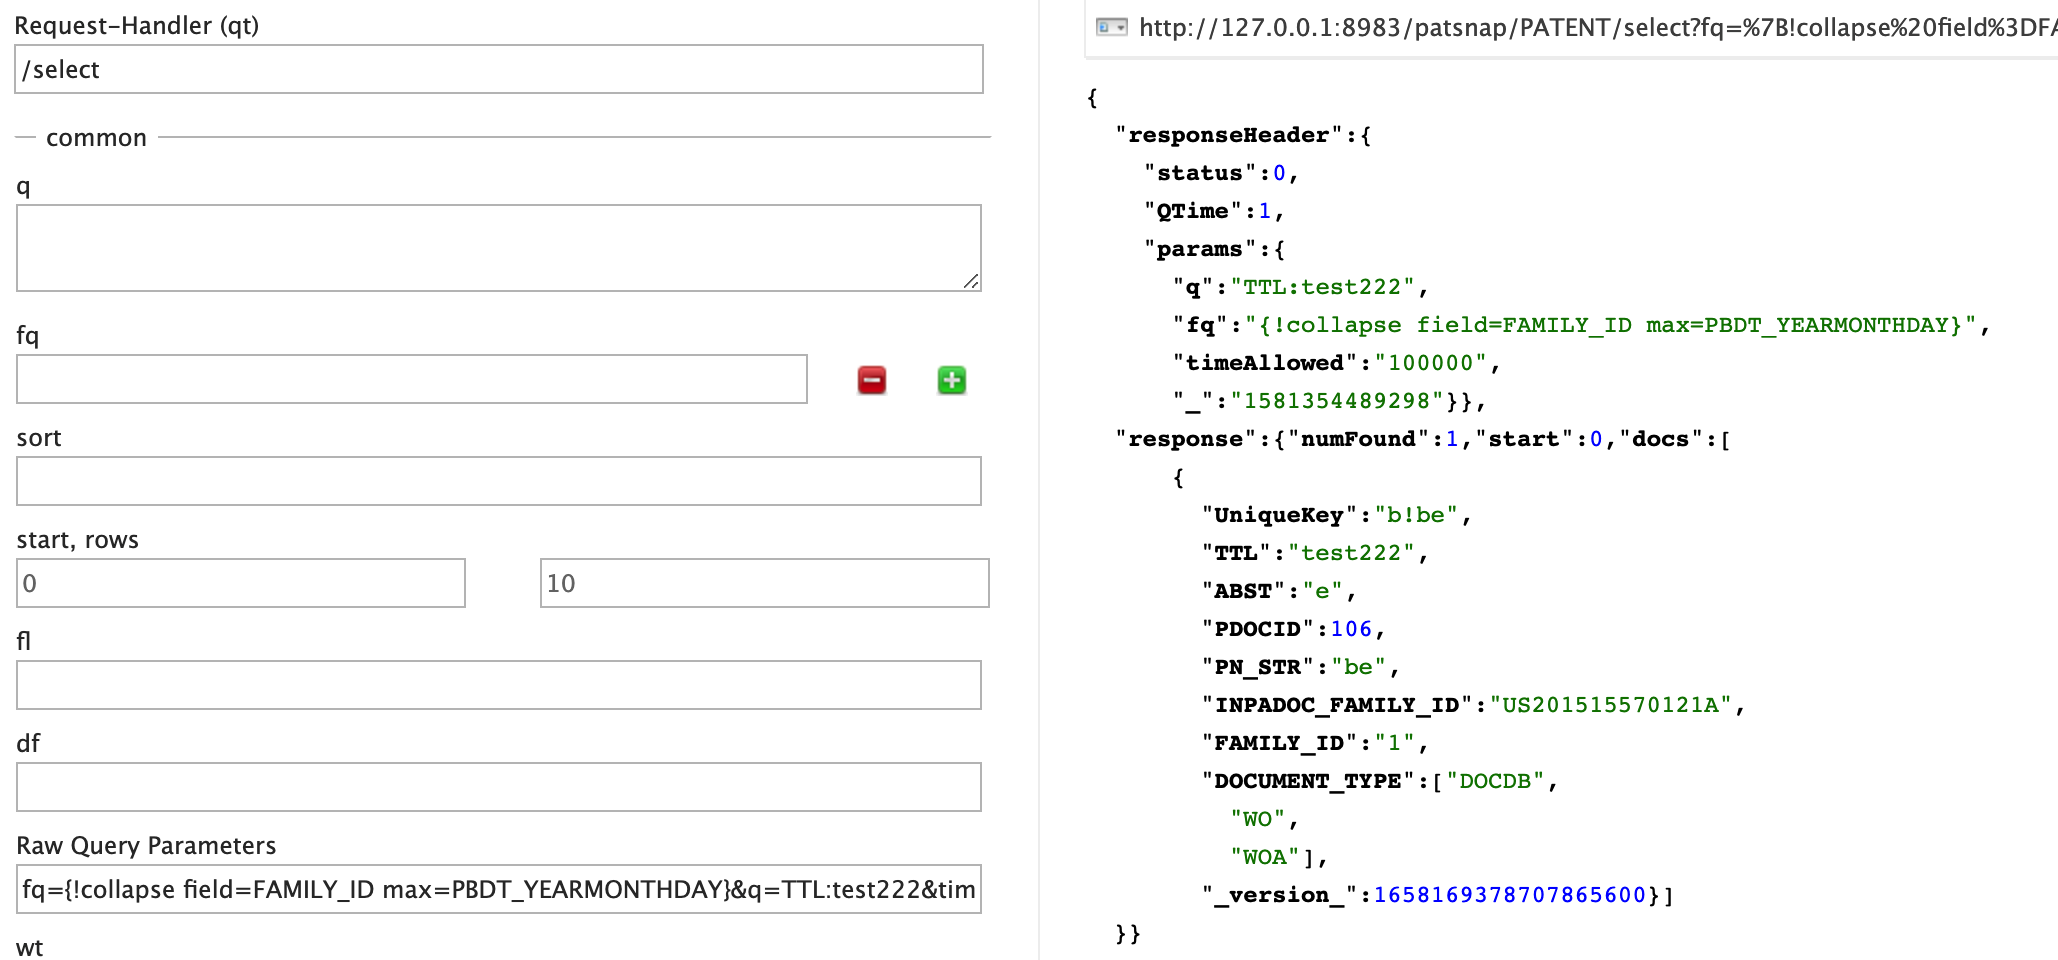 Request-Handler (qt)
/select
common
q
fq
sort
start, rows
0
10
fl
df
Raw Query Parameters
fq={!collapse field=FAMILY_ID max=PBDT_YEARMONTHDAY}&q=TTL:test222&tim
wt
http://127.0.0.1:8983/patsnap/PATENT/select?fq=%7B!collapse%20field%3DFA
{
"responseHeader":{
"status":0,
"QTime":1,
"params":{
"q":"TTL:test222",
"fq":"{!collapse field=FAMILY_ID max=PBDT_YEARMONTHDAY}",
"timeAllowed":"100000",
"_":"1581354489298"}},
"response":{"numFound":1,"start":0,"docs":[
{
"UniqueKey":"b!be",
"TTL":"test222",
"ABST":"e",
"PDOCID":106,
"PN_STR":"be",
"INPADOC_FAMILY_ID":"US201515570121A",
"FAMILY_ID":"1",
"DOCUMENT_TYPE":["DOCDB",
"WO",
"WOA"],
"_version_":1658169378707865600}]
}}